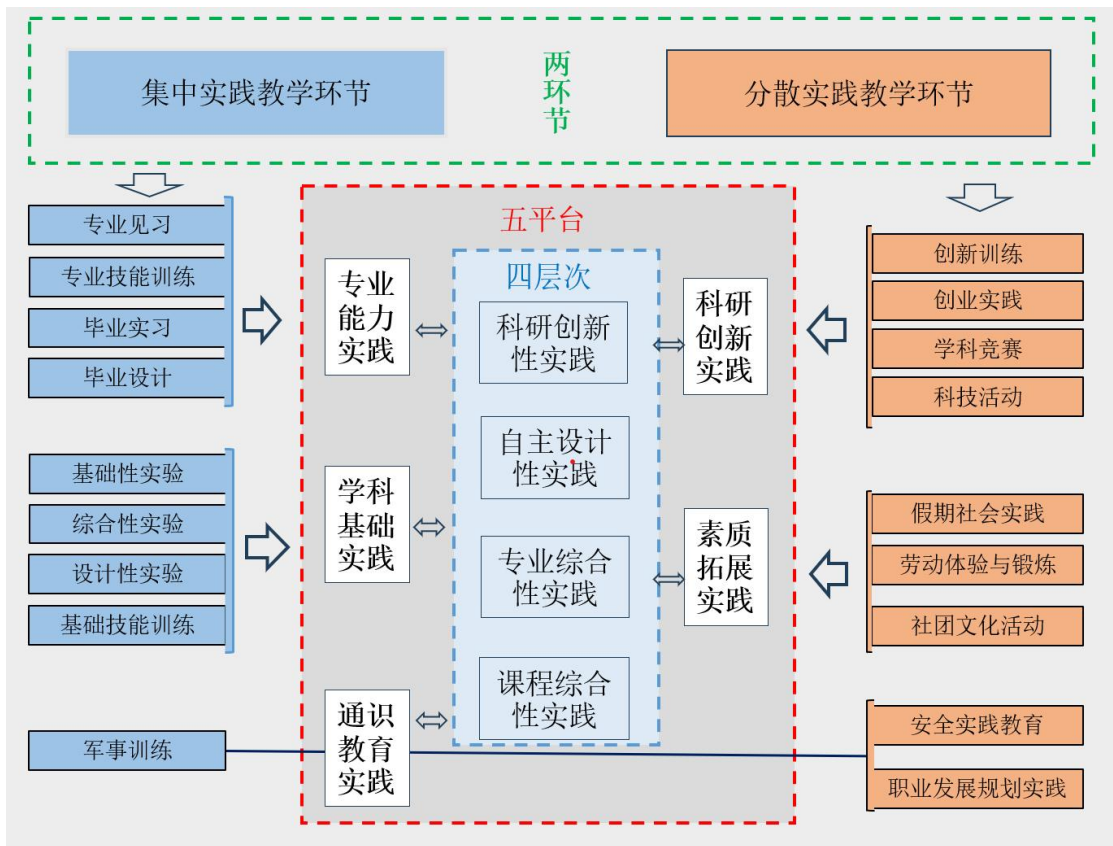 集中实践教学环节
两
环
节
分散实践教学环节
专业见习
专业技能训练
毕业实习
毕业设计
基础性实验
综合性实验
设计性实验
基础技能训练
军事训练
五平台
专业
能力
实践
学科
基础
实践
通识
教育
实践
四层次
科研创新
性实践
自主设计
性实践
专业综合
性实践
课程综合
性实践
科研
创新
实践
素质
拓展
实践
创新训练
创业实践
学科竞赛
科技活动
假期社会实践
劳动体验与锻炼
社团文化活动
安全实践教育
职业发展规划实践